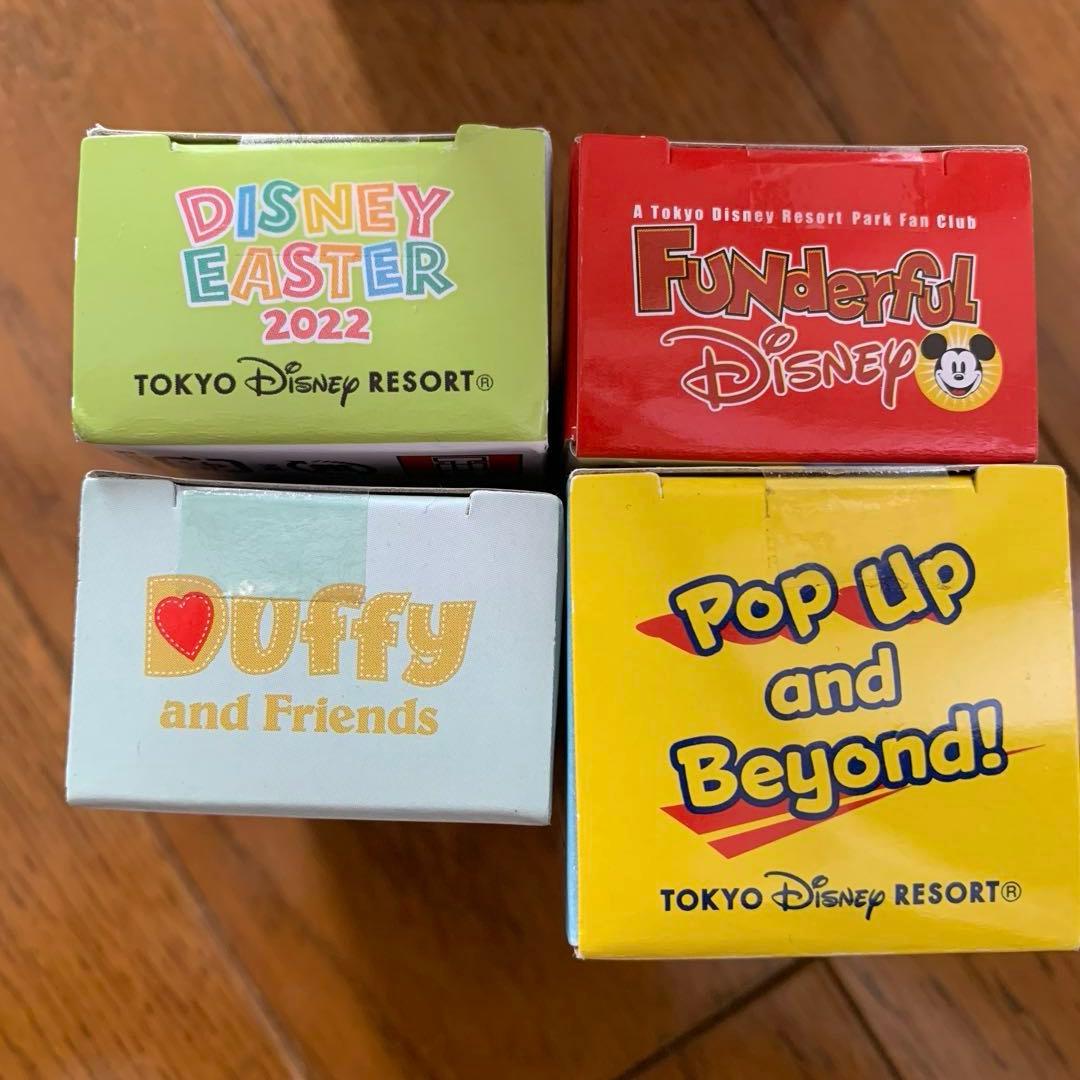 DISNEY
EASTER
2022
TOKYO Disney RESORT®
A Tokyo Disney Resort Park Fan Club
FUNderful
Disney
Duffy
and Friends
Pop Up
and
Beyond!
TOKYO Disney RESORT®